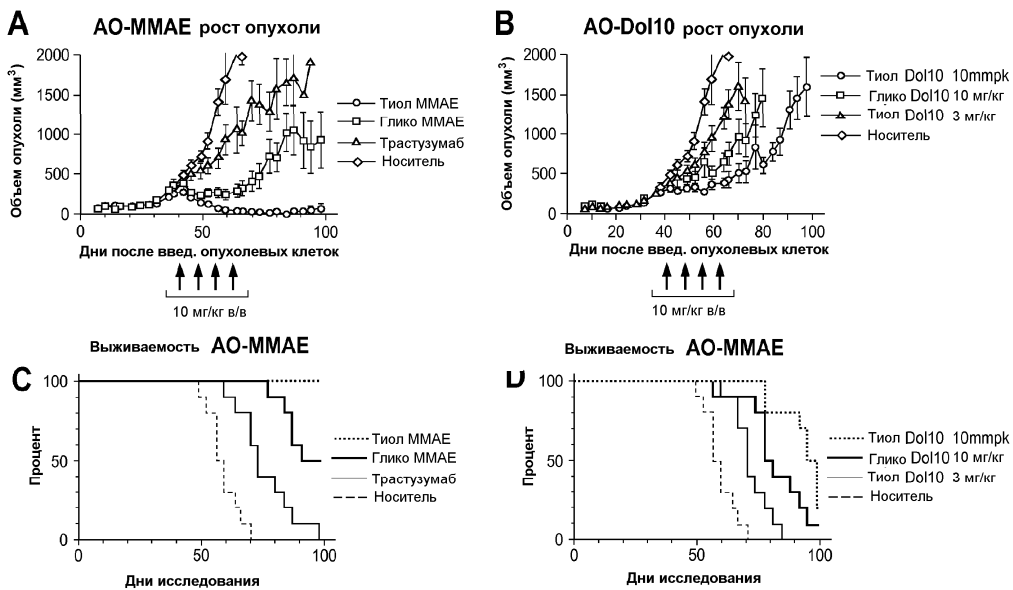 A
АО-MMAE рост опухоли
Объем опухоли (мм³)
2000
1500
1000
500
0
0
50
100
Дни после введ. опухолевых клеток
10 мг/кг в/в
Тиол MMAE
Глико MMAE
Трастузумаб
Носитель
B
АО-Dol10 рост опухоли
Объем опухоли (мм³)
2000
1500
1000
500
0
0
20
40
60
80
100
Дни после введ. опухолевых клеток
10 мг/кг в/в
Тиол Dol10 10mmpk
Глико Dol10 10 мг/кг
Тиол Dol10 3 мг/кг
Носитель
C
Выживаемость АО-MMAE
Процент
100
50
0
0
50
100
Дни исследования
Тиол MMAE
Глико MMAE
Трастузумаб
Носитель
D
Выживаемость АО-MMAE
Процент
100
50
0
0
50
100
Дни исследования
Тиол Dol10 10mmpk
Глико Dol10 10 мг/кг
Тиол Dol10 3 мг/кг
Носитель